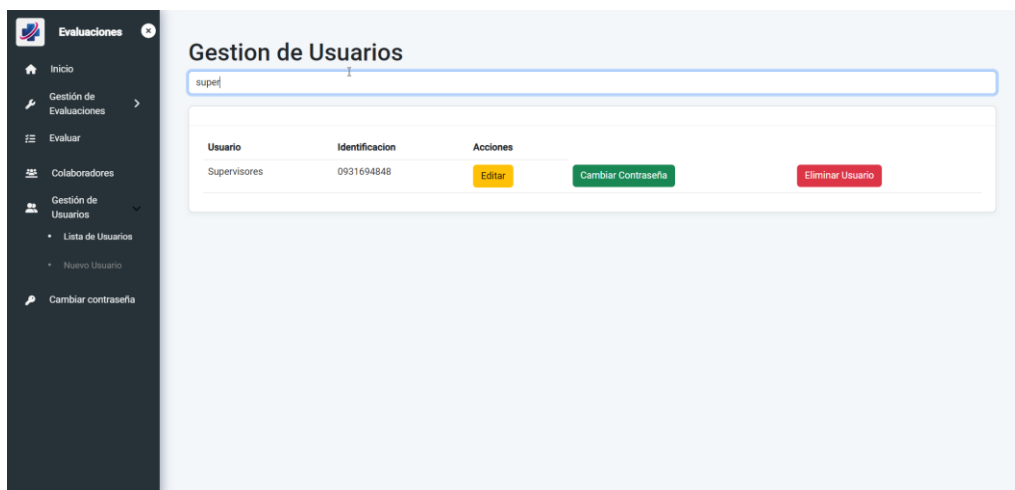 Evaluaciones
Inicio
Gestión de
Evaluaciones
Evaluar
Colaboradores
Gestión de
Usuarios
Lista de Usuarios
Nuevo Usuario
Cambiar contraseña
Gestion de Usuarios
super
Usuario Identificacion Acciones
Supervisores 0931694848 Editar Cambiar Contraseña Eliminar Usuario